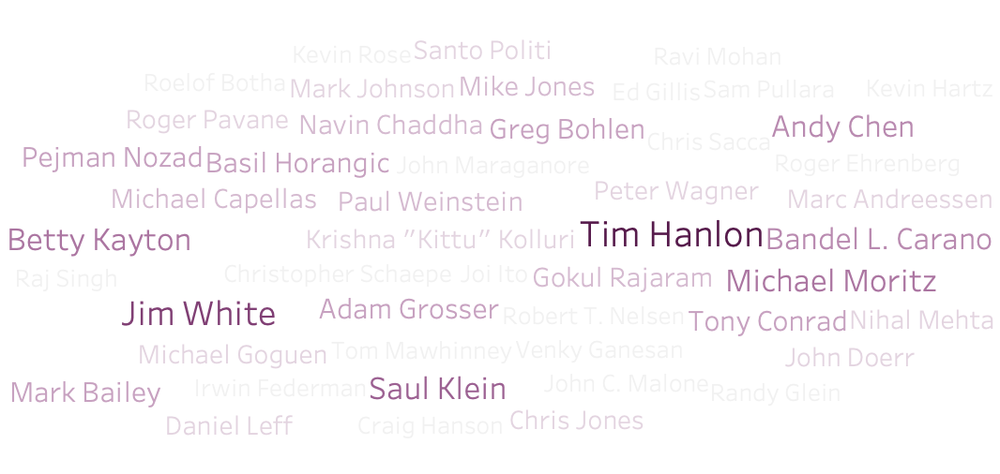 Kevin Rose Santo Politi Ravi Mohan
Roelof Botha Mark Johnson Mike Jones Ed Gillis Sam Pullara Kevin Hartz
Roger Pavane Navin Chaddha Greg Bohlen Chris Sacca Andy Chen
Pejman Nozad Basil Horangic John Maraganore Roger Ehrenberg
Michael Capellas Paul Weinstein Peter Wagner Marc Andreessen
Betty Kayton Krishna "Kittu" Kolluri Tim Hanlon Bandel L. Carano
Raj Singh Christopher Schaepe Joi Ito Gokul Rajaram Michael Moritz
Jim White Adam Grosser Robert T. Nelsen Tony Conrad Nihal Mehta
Michael Goguen Tom Mawhinney Venky Ganesan John Doerr
Mark Bailey Irwin Federman Saul Klein John C. Malone Randy Glein
Daniel Leff Craig Hanson Chris Jones